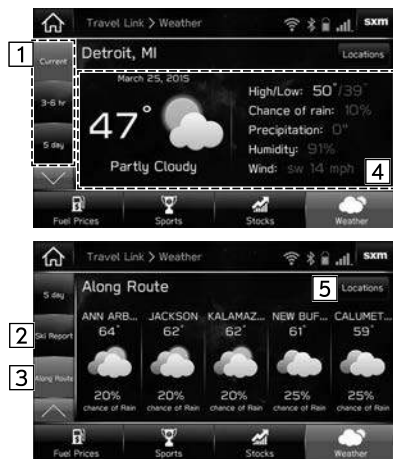 Travel Link > Weather
sxm
1
Current
Detroit, MI
Locations
March 25, 2015
3-6 hr
47°
High/Low: 50°/39°
Chance of rain: 10%
Precipitation: 0"
Humidity: 91%
5 day
Partly Cloudy
Wind: sw 14 mph
4
Fuel Prices
Sports
Stocks
Weather
Travel Link > Weather
sxm
5 day
Along Route
5
Locations
ANN ARB... JACKSON KALAMAZ... NEW BUF... CALUMET...
64° 62° 62° 61° 59°
2
Ski Report
3
Along Route
20% 20% 20% 25% 25%
chance of Rain chance of Rain chance of Rain chance of Rain chance of Rain
Fuel Prices
Sports
Stocks
Weather